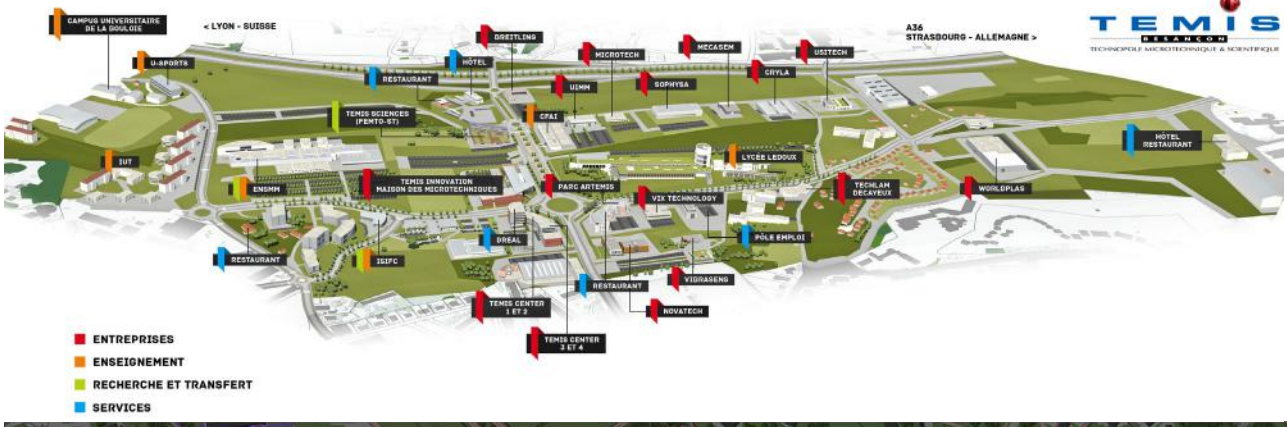 CAMPUS UNIVERSITAIRE
DE LA BOULOIE
< LYON - SUISSE
BREITLING
MICROTECH
MECASEM
A36
STRASBOURG - ALLEMAGNE >
USITECH
TEMIS
BESANÇON
TECHNOPOLE MICROTECHNIQUE & SCIENTIFIQUE
U-SPORTS
RESTAURANT
HÔTEL
UIMM
SOPHYSA
CRYLA
TEMIS SCIENCES
(FEMTO-ST)
CFAI
HÔTEL
RESTAURANT
IUT
ENSMM
TEMIS INNOVATION
MAISON DES MICROTECHNIQUES
PARC ARTEMIS
LYCÉE LEDOUX
VIX TECHNOLOGY
TECHLAM
DECAYEUX
WORLDPLAS
RESTAURANT
ISIFC
DREAL
PÔLE EMPLOI
RESTAURANT
VIBRASENS
TEMIS CENTER
1 ET 2
NOVATECH
TEMIS CENTER
3 ET 4
ENTREPRISES
ENSEIGNEMENT
RECHERCHE ET TRANSFERT
SERVICES